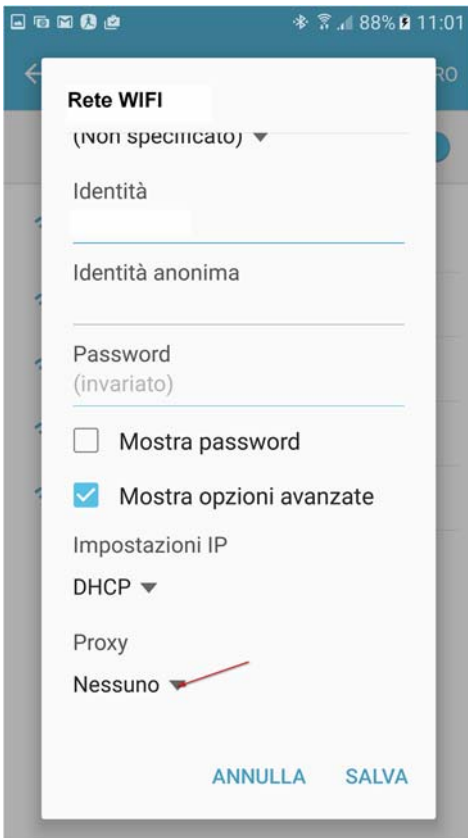 88% 11:01
RO
Rete WIFI
(Non specificato)
Identità
Identità anonima
Password
(invariato)
Mostra password
Mostra opzioni avanzate
Impostazioni IP
DHCP
Proxy
Nessuno
ANNULLA SALVA